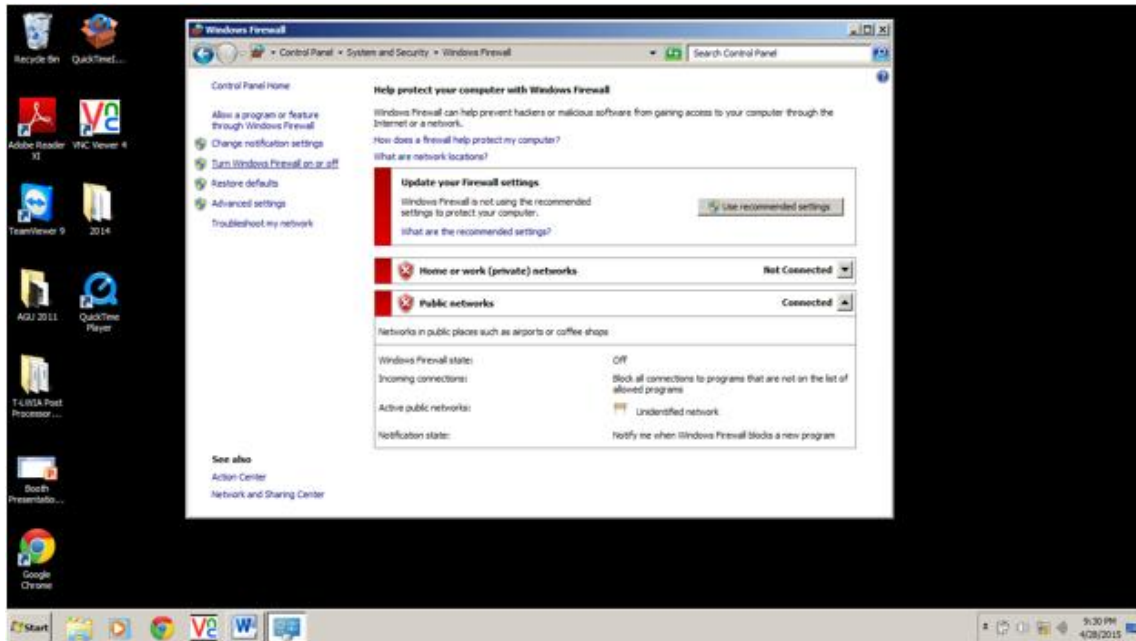 Recycle Bin
QuickTimeI...
Adobe Reader
XI
VNC Viewer 4
TeamViewer 9
2014
AGU 2011
QuickTime
Player
T-LWIA Post
Processor ...
Booth
Presentatio...
Google
Chrome
Windows Firewall
Control Panel
System and Security
Windows Firewall
Search Control Panel
Control Panel Home
Allow a program or feature
through Windows Firewall
Change notification settings
Turn Windows Firewall on or off
Restore defaults
Advanced settings
Troubleshoot my network
See also
Action Center
Network and Sharing Center
Help protect your computer with Windows Firewall
Windows Firewall can help prevent hackers or malicious software from gaining access to your computer through the
Internet or a network.
How does a firewall help protect my computer?
What are network locations?
Update your Firewall settings
Windows Firewall is not using the recommended
settings to protect your computer.
Use recommended settings
What are the recommended settings?
Home or work (private) networks Not Connected
Public networks Connected
Networks in public places such as airports or coffee shops
Windows Firewall state: Off
Incoming connections: Block all connections to programs that are not on the list of
allowed programs
Active public networks: Unidentified network
Notification state: Notify me when Windows Firewall blocks a new program
Start
9:30 PM
4/28/2015